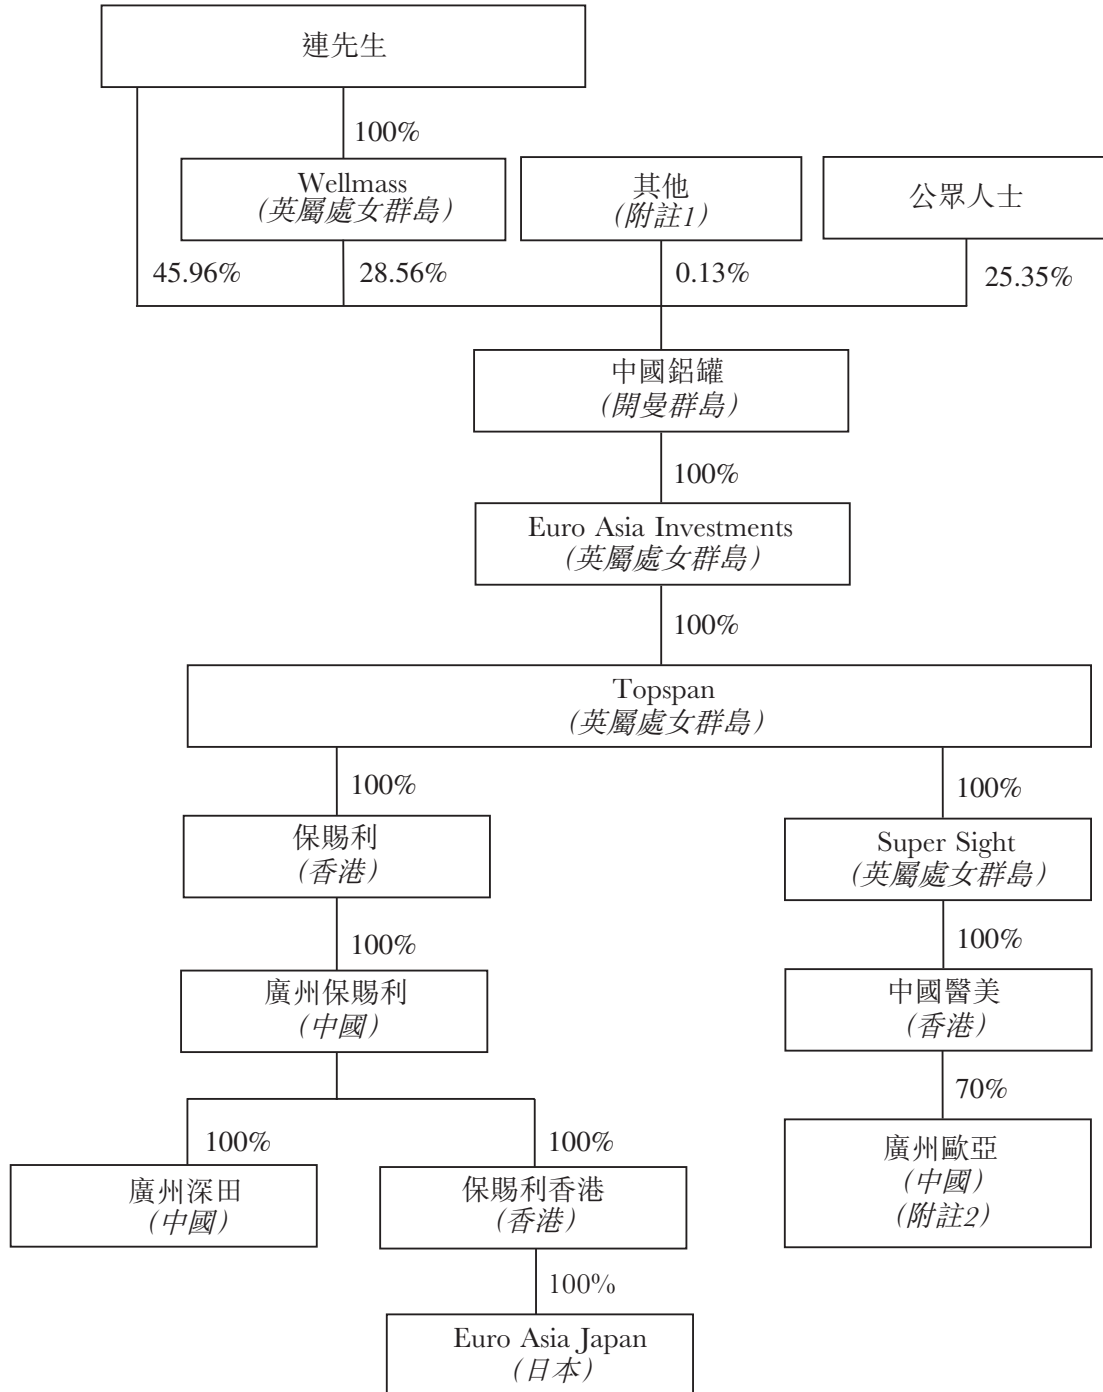 連先生
100%
Wellmass
(英屬處女群島)
其他
(附註1)
公眾人士
45.96%
28.56%
0.13%
25.35%
中國鋁罐
(開曼群島)
100%
Euro Asia Investments
(英屬處女群島)
100%
Topspan
(英屬處女群島)
100%
100%
保賜利
(香港)
Super Sight
(英屬處女群島)
100%
100%
廣州保賜利
(中國)
中國醫美
(香港)
70%
100%
100%
廣州深田
(中國)
保賜利香港
(香港)
廣州歐亞
(中國)
(附註2)
100%
Euro Asia Japan
(日本)